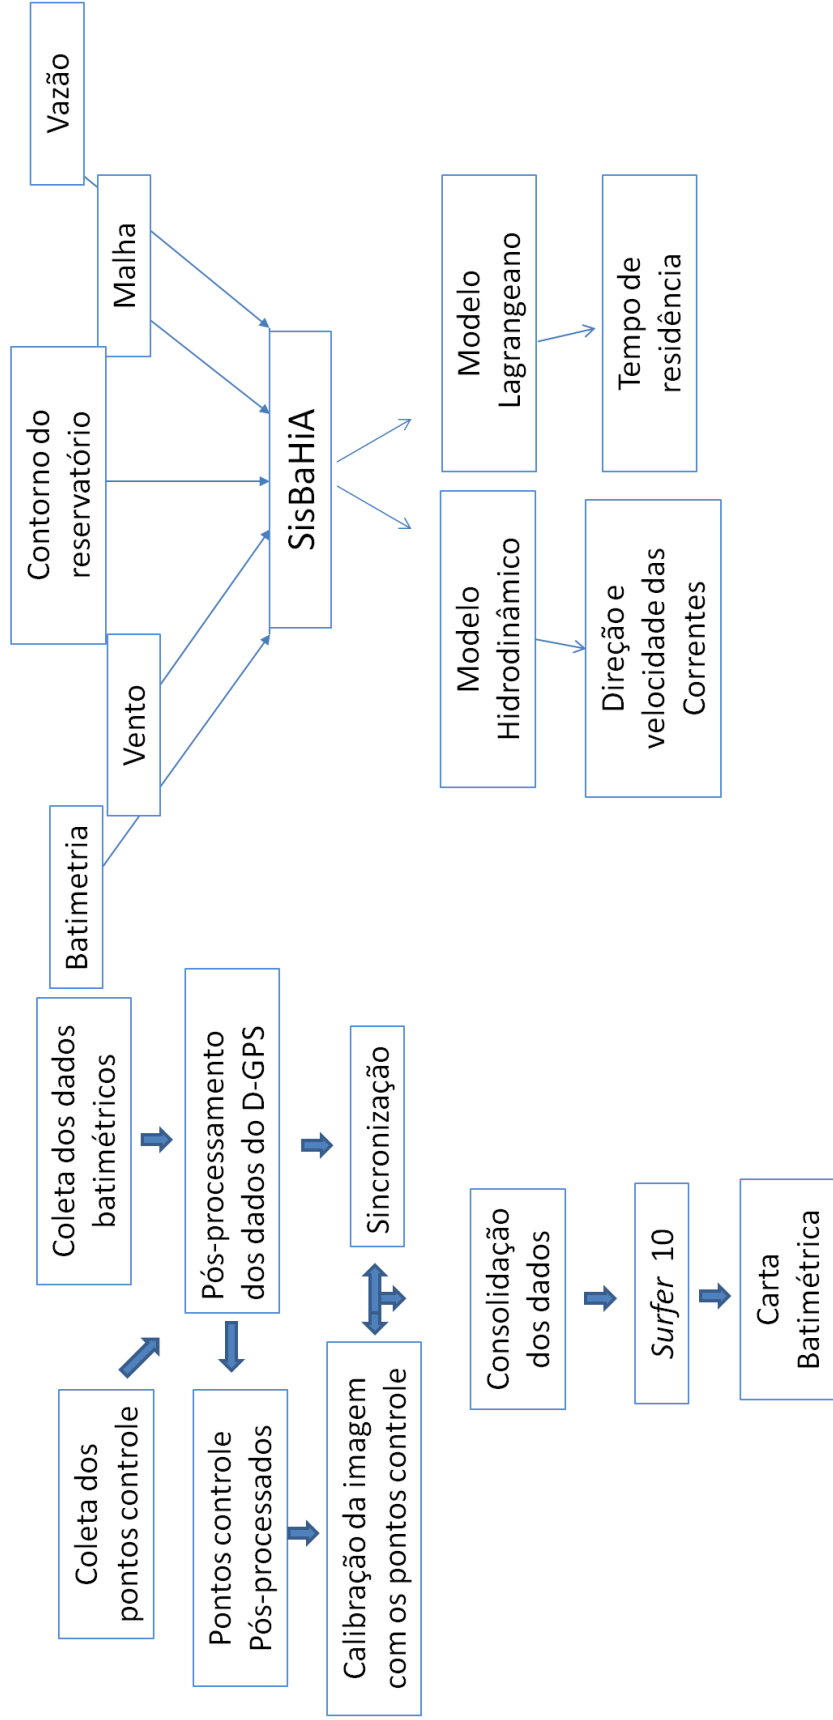 Coleta dos
pontos controle
Coleta dos dados
batimétricos
Pós-processamento
dos dados do D-GPS
Pontos controle
Pós-processados
Sincronização
Calibração da imagem
com os pontos controle
Consolidação
dos dados
Surfer 10
Carta
Batimétrica
Batimetria
Vento
Contorno do
reservatório
Malha
Vazão
SisBaHiA
Modelo
Hidrodinâmico
Modelo
Lagrangeano
Direção e
velocidade das
Correntes
Tempo de
residência